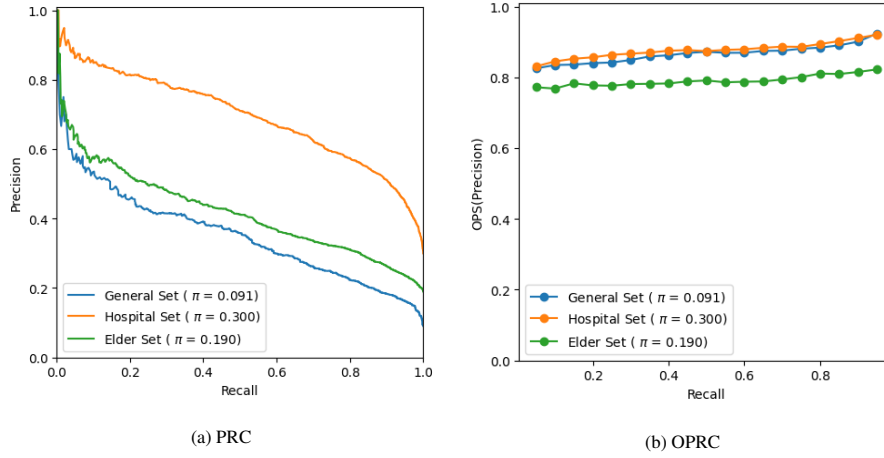 1.0
0.8
0.6
0.4
0.2
0.0
Precision
General Set ( π = 0.091)
Hospital Set ( π = 0.300)
Elder Set ( π = 0.190)
0.0 0.2 0.4 0.6 0.8 1.0
Recall
(a) PRC
1.0
0.8
0.6
0.4
0.2
0.0
OPS(Precision)
General Set ( π = 0.091)
Hospital Set ( π = 0.300)
Elder Set ( π = 0.190)
0.2 0.4 0.6 0.8
Recall
(b) OPRC